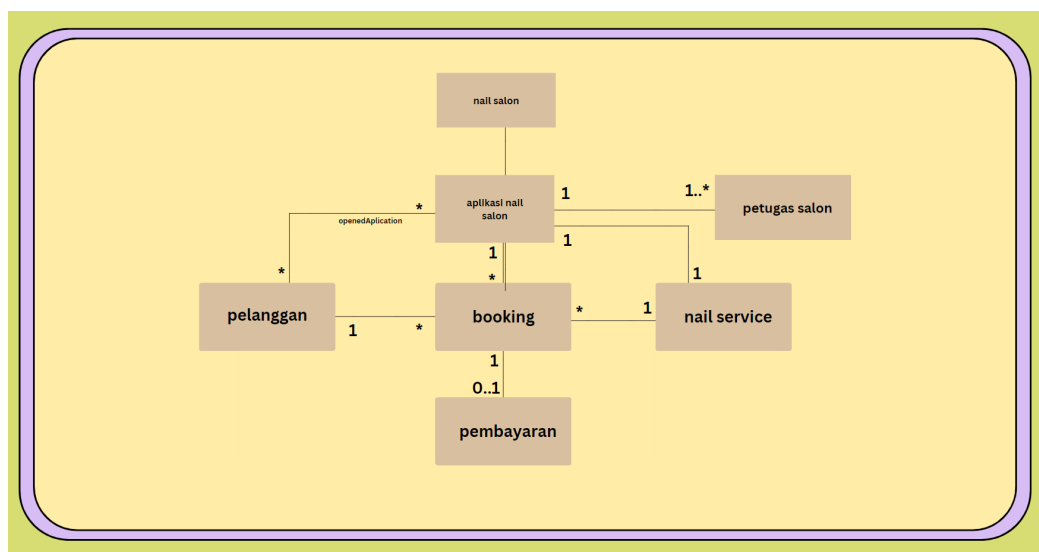 nail salon
aplikasi nail
salon
1
1..*
petugas salon
*
openedAplication
1
1
*
*
1
pelanggan
1
*
booking
*
1
nail service
1
0..1
pembayaran